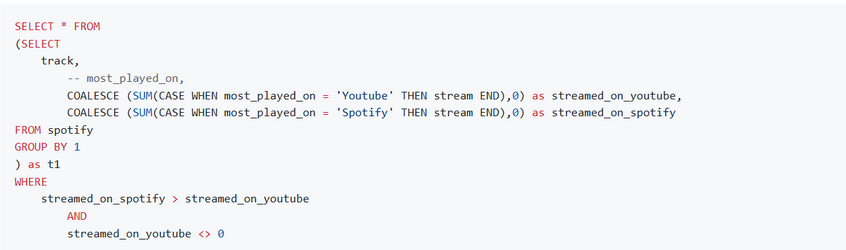 SELECT * FROM
(SELECT
    track,
        -- most_played_on,
        COALESCE (SUM(CASE WHEN most_played_on = 'Youtube' THEN stream END),0) as streamed_on_youtube,
        COALESCE (SUM(CASE WHEN most_played_on = 'Spotify' THEN stream END),0) as streamed_on_spotify
FROM spotify
GROUP BY 1
) as t1
WHERE
    streamed_on_spotify > streamed_on_youtube
        AND
        streamed_on_youtube <> 0